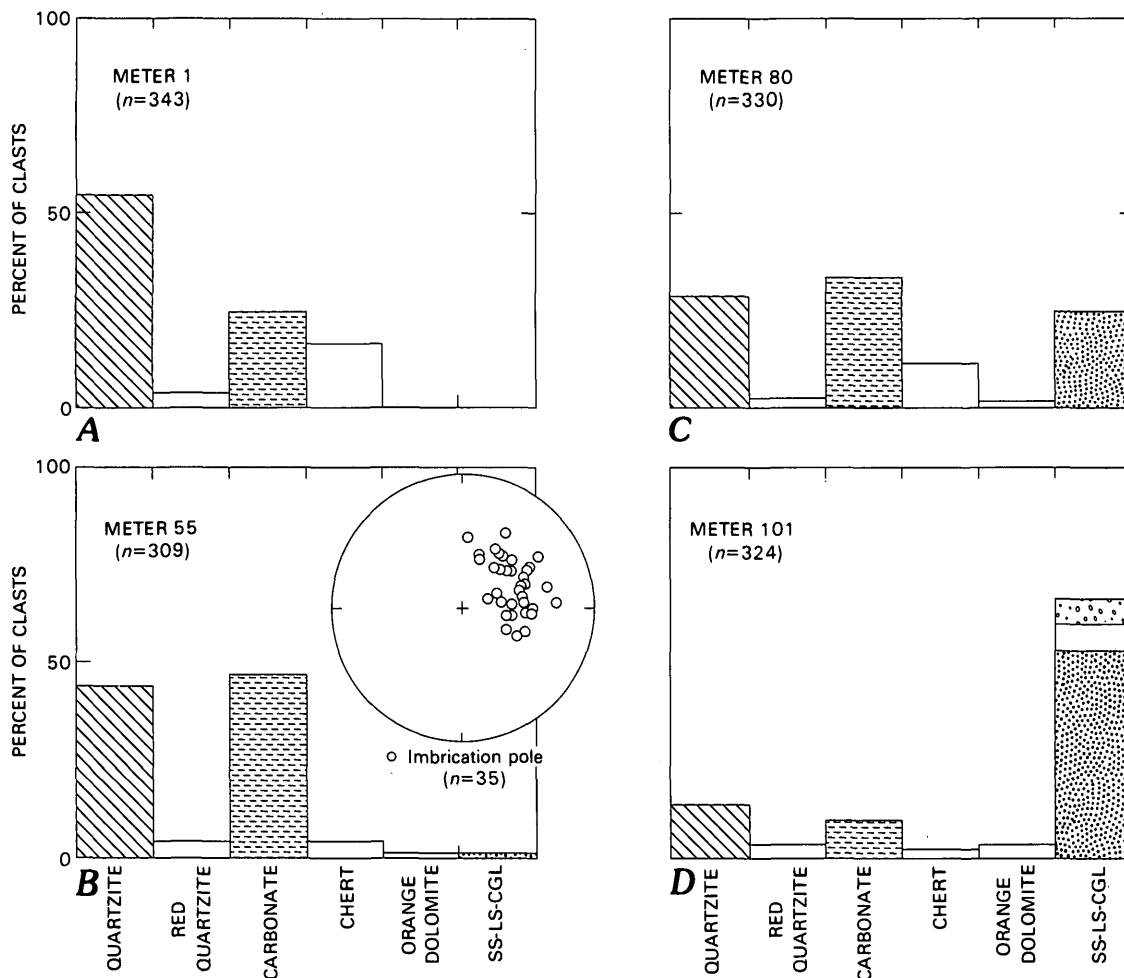 100
METER 1
(n=343)
PERCENT OF CLASTS
50
0
A
METER 80
(n=330)
C
100
METER 55
(n=309)
PERCENT OF CLASTS
50
0
B
Imbrication pole
(n=35)
METER 101
(n=324)
D
QUARTZITE
RED
QUARTZITE
CARBONATE
CHERT
ORANGE
DOLOMITE
SS-LS-CGL
QUARTZITE
RED
QUARTZITE
CARBONATE
CHERT
ORANGE
DOLOMITE
SS-LS-CGL